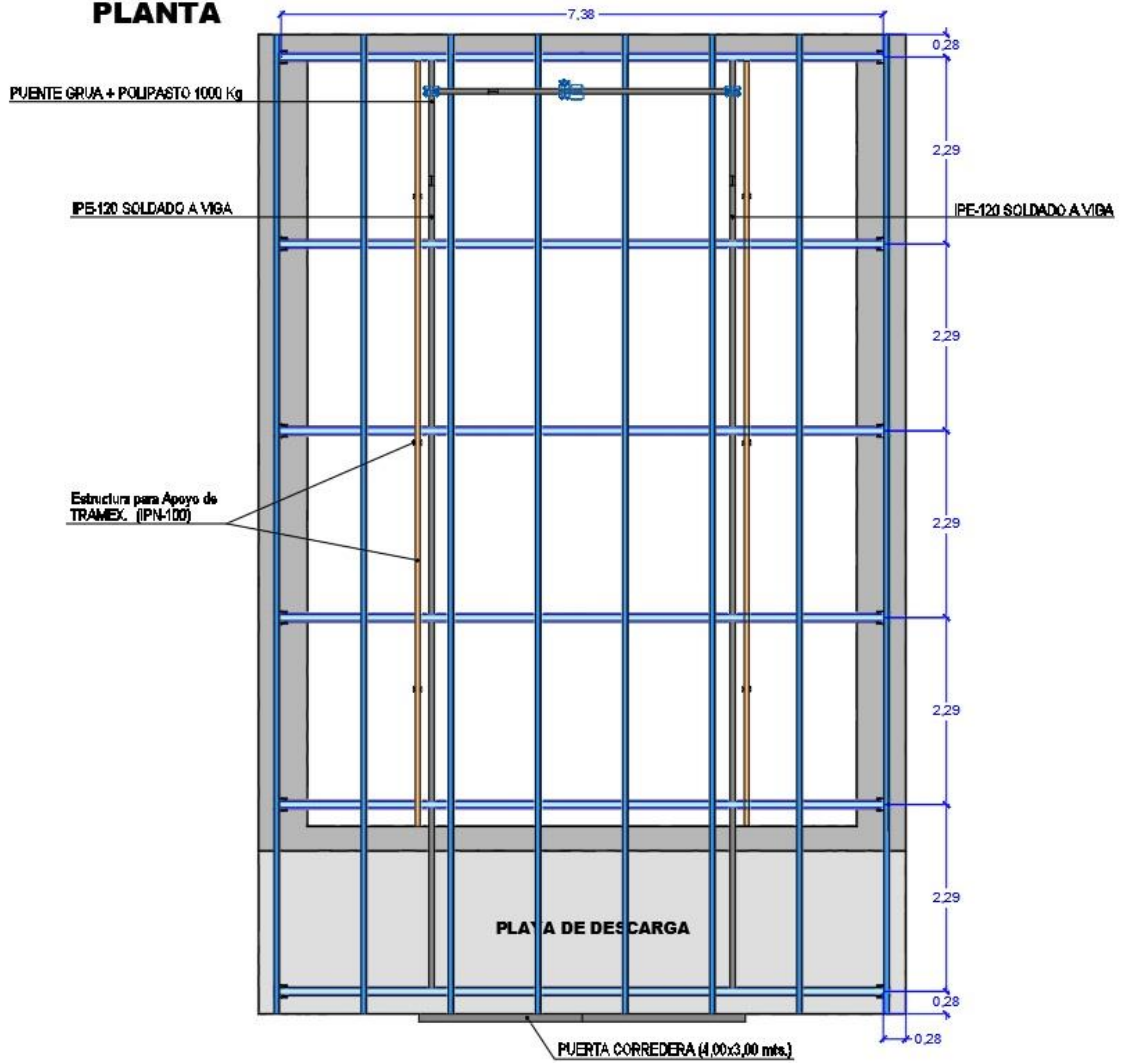 PLANTA
7,38
0,28
PUENTE GRUA + POLIPASTO 1000 Kg
2,29
IPE-120 SOLDADO A VIGA
IPE-120 SOLDADO A VIGA
2,29
Estructura para Apoyo de
TRAMEX. (IPN-100)
2,29
2,29
2,29
PLAYA DE DESCARGA
0,28
0,28
PUERTA CORREDERA (4,00x3,00 mts.)